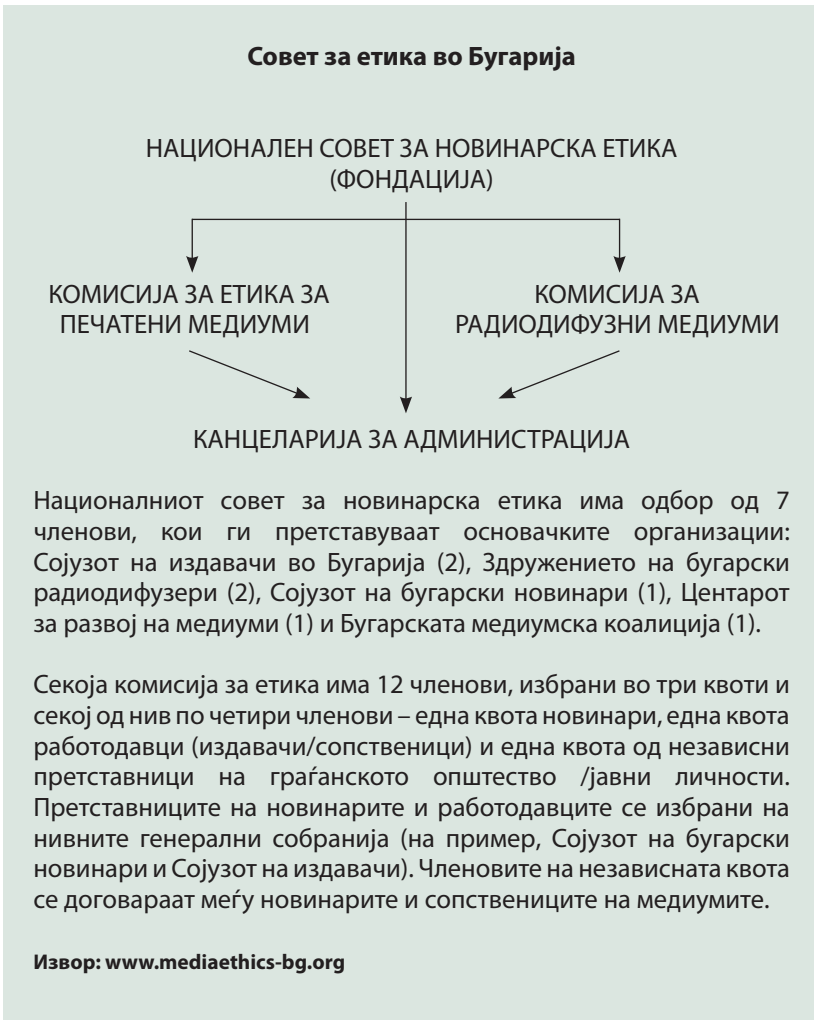 Совет за етика во Бугарија
НАЦИОНАЛЕН СОВЕТ ЗА НОВИНАРСКА ЕТИКА
(ФОНДАЦИЈА)
КОМИСИЈА ЗА ЕТИКА ЗА
ПЕЧАТЕНИ МЕДИУМИ
КОМИСИЈА ЗА
РАДИОДИФУЗНИ МЕДИУМИ
КАНЦЕЛАРИЈА ЗА АДМИНИСТРАЦИЈА
Националниот совет за новинарска етика има одбор од 7
членови, кои ги претставуваат основачките организации:
Сојузот на издавачи во Бугарија (2), Здружението на бугарски
радиодифузери (2), Сојузот на бугарски новинари (1), Центарот
за развој на медиуми (1) и Бугарската медиумска коалиција (1).
Секоја комисија за етика има 12 членови, избрани во три квоти и
секој од нив по четири членови – една квота новинари, една квота
работодавци (издавачи/сопственици) и една квота од независни
претставници на граѓанското општество /јавни личности.
Претставниците на новинарите и работодавците се избрани на
нивните генерални собранија (на пример, Сојузот на бугарски
новинари и Сојузот на издавачи). Членовите на независната квота
се договараат меѓу новинарите и сопствениците на медиумите.
Извор: www.mediaethics-bg.org